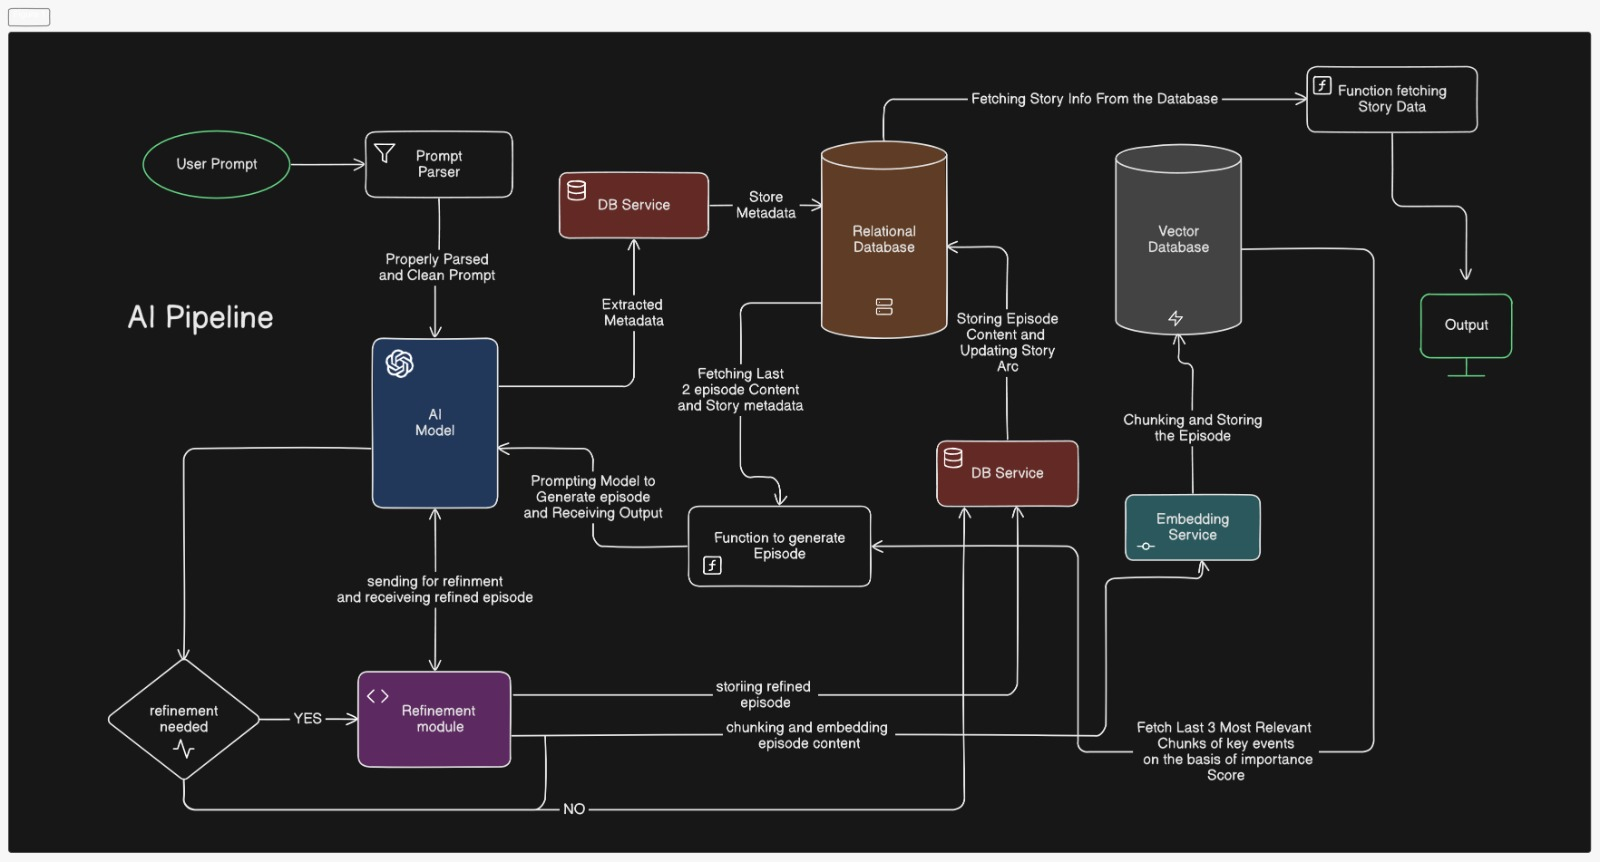 Fetching Story Info From the Database
Function fetching
Story Data
User Prompt
Prompt
Parser
DB Service
Store
Metadata
Relational
Database
Vector
Database
Properly Parsed
and Clean Prompt
AI Pipeline
Extracted
Metadata
Storing Episode
Content and
Updating Story
Arc
Output
AI
Model
Fetching Last
2 episode Content
and Story metadata
Chunking and Storing
the Episode
Prompting Model to
Generate episode
and Receiving Output
DB Service
Function to generate
Episode
Embedding
Service
sending for refinment
and receiveing refined episode
refinement
needed
YES
Refinement
module
storiing refined
episode
chunking and embedding
episode content
Fetch Last 3 Most Relevant
Chunks of key events
on the basis of importance
Score
NO